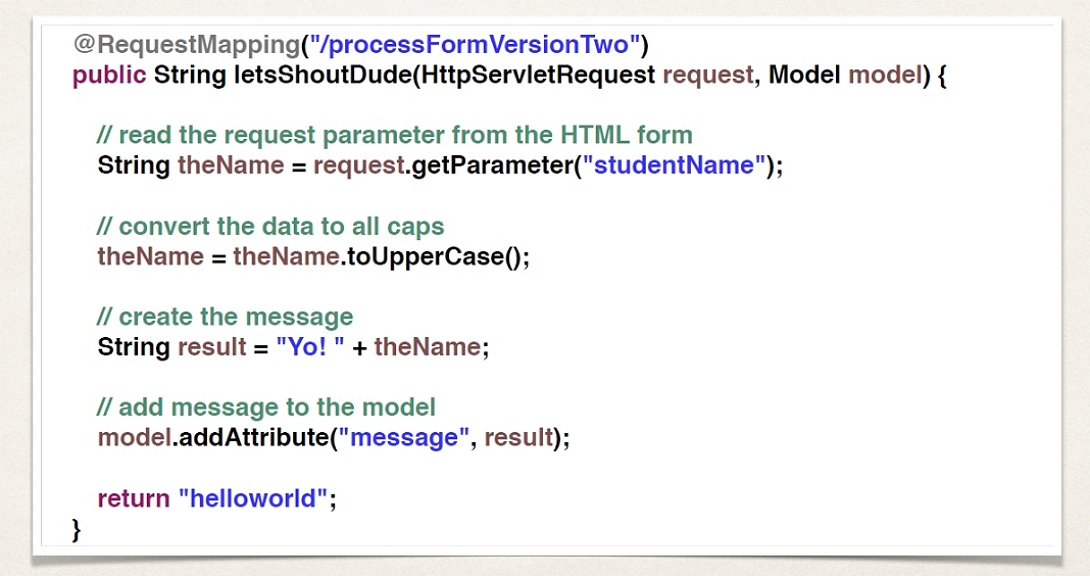 @RequestMapping("/processFormVersionTwo")
public String letsShoutDude(HttpServletRequest request, Model model) {
// read the request parameter from the HTML form
String theName = request.getParameter("studentName");
// convert the data to all caps
theName = theName.toUpperCase();
// create the message
String result = "Yo! " + theName;
// add message to the model
model.addAttribute("message", result);
return "helloworld";
}